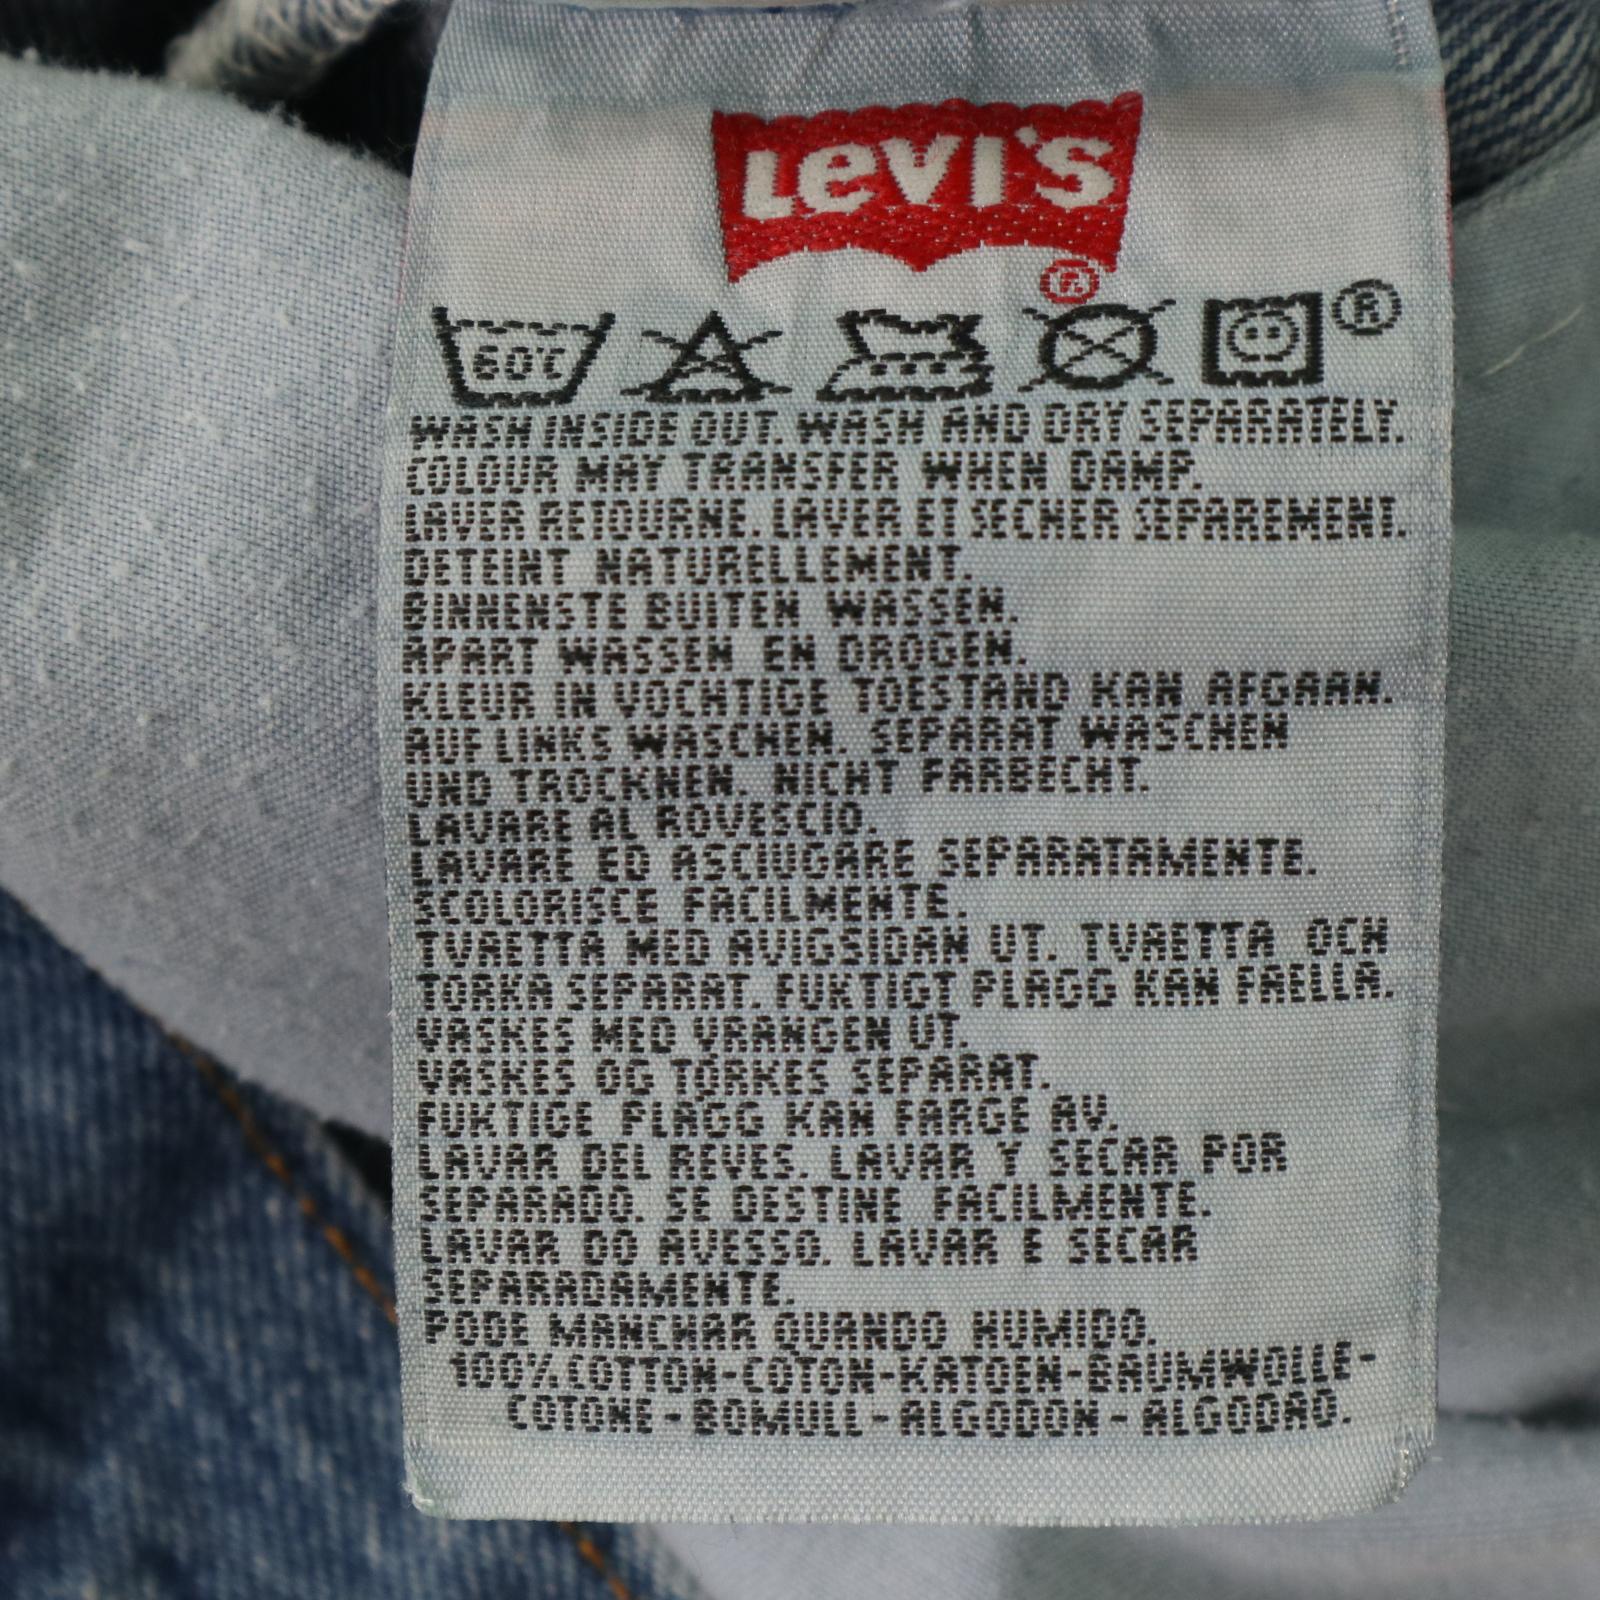 Levi's
®
60°C
®
WASH INSIDE OUT. WASH AND DRY SEPARATELY.
COLOUR MAY TRANSFER WHEN DAMP.
LAVER RETOURNE. LAVER ET SECHER SEPAREMENT.
DETEINT NATURELLEMENT.
BINNENSTE BUITEN WASSEN.
APART WASSEN EN DROGEN.
KLEUR IN VOCHTIGE TOESTAND KAN AFGAAN.
AUF LINKS WASCHEN. SEPARAT WASCHEN
UND TROCKNEN. NICHT FARBECHT.
LAVARE AL ROVESCIO.
LAVARE ED ASCIUGARE SEPARATAMENTE.
SCOLORISCE FACILMENTE.
TVAETTA MED AVIGSIDAN UT. TVAETTA OCH
TORKA SEPARAT. FUKTIGT PLAGG KAN FAELLA.
VASKES MED VRANGEN UT.
VASKES OG TORKES SEPARAT.
FUKTIGE PLAGG KAN FARGE AV.
LAVAR DEL REVES. LAVAR Y SECAR POR
SEPARADO. SE DESTINE FACILMENTE.
LAVAR DO AVESSO. LAVAR E SECAR
SEPARADAMENTE.
PODE MANCHAR QUANDO HUMIDO.
100% COTTON-COTON-KATOEN-BAUMWOLLE-
COTONE-BOMULL-ALGODON-ALGODAO.